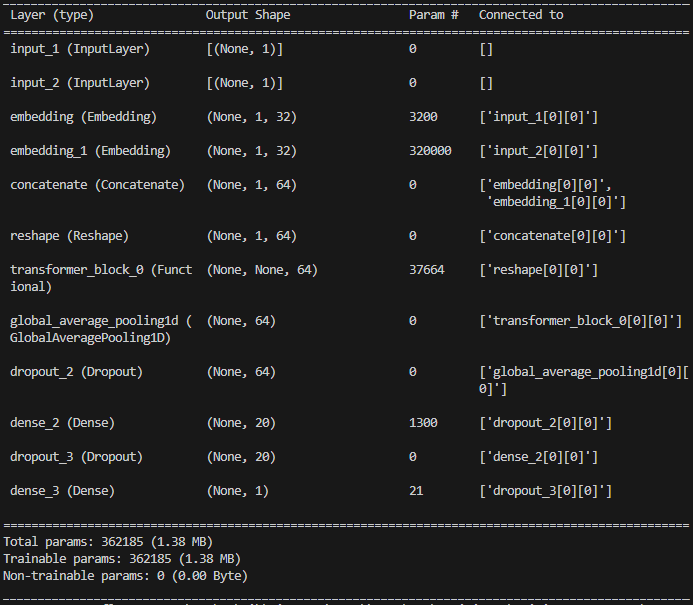 Layer (type) Output Shape Param # Connected to
input_1 (InputLayer) [(None, 1)] 0 []
input_2 (InputLayer) [(None, 1)] 0 []
embedding (Embedding) (None, 1, 32) 3200 ['input_1[0][0]']
embedding_1 (Embedding) (None, 1, 32) 320000 ['input_2[0][0]']
concatenate (Concatenate) (None, 1, 64) 0 ['embedding[0][0]',
'embedding_1[0][0]']
reshape (Reshape) (None, 1, 64) 0 ['concatenate[0][0]']
transformer_block_0 (Funct (None, None, 64) 37664 ['reshape[0][0]']
ional)
global_average_pooling1d ( (None, 64) 0 ['transformer_block_0[0][0]']
GlobalAveragePooling1D)
dropout_2 (Dropout) (None, 64) 0 ['global_average_pooling1d[0][
0]']
dense_2 (Dense) (None, 20) 1300 ['dropout_2[0][0]']
dropout_3 (Dropout) (None, 20) 0 ['dense_2[0][0]']
dense_3 (Dense) (None, 1) 21 ['dropout_3[0][0]']
Total params: 362185 (1.38 MB)
Trainable params: 362185 (1.38 MB)
Non-trainable params: 0 (0.00 Byte)